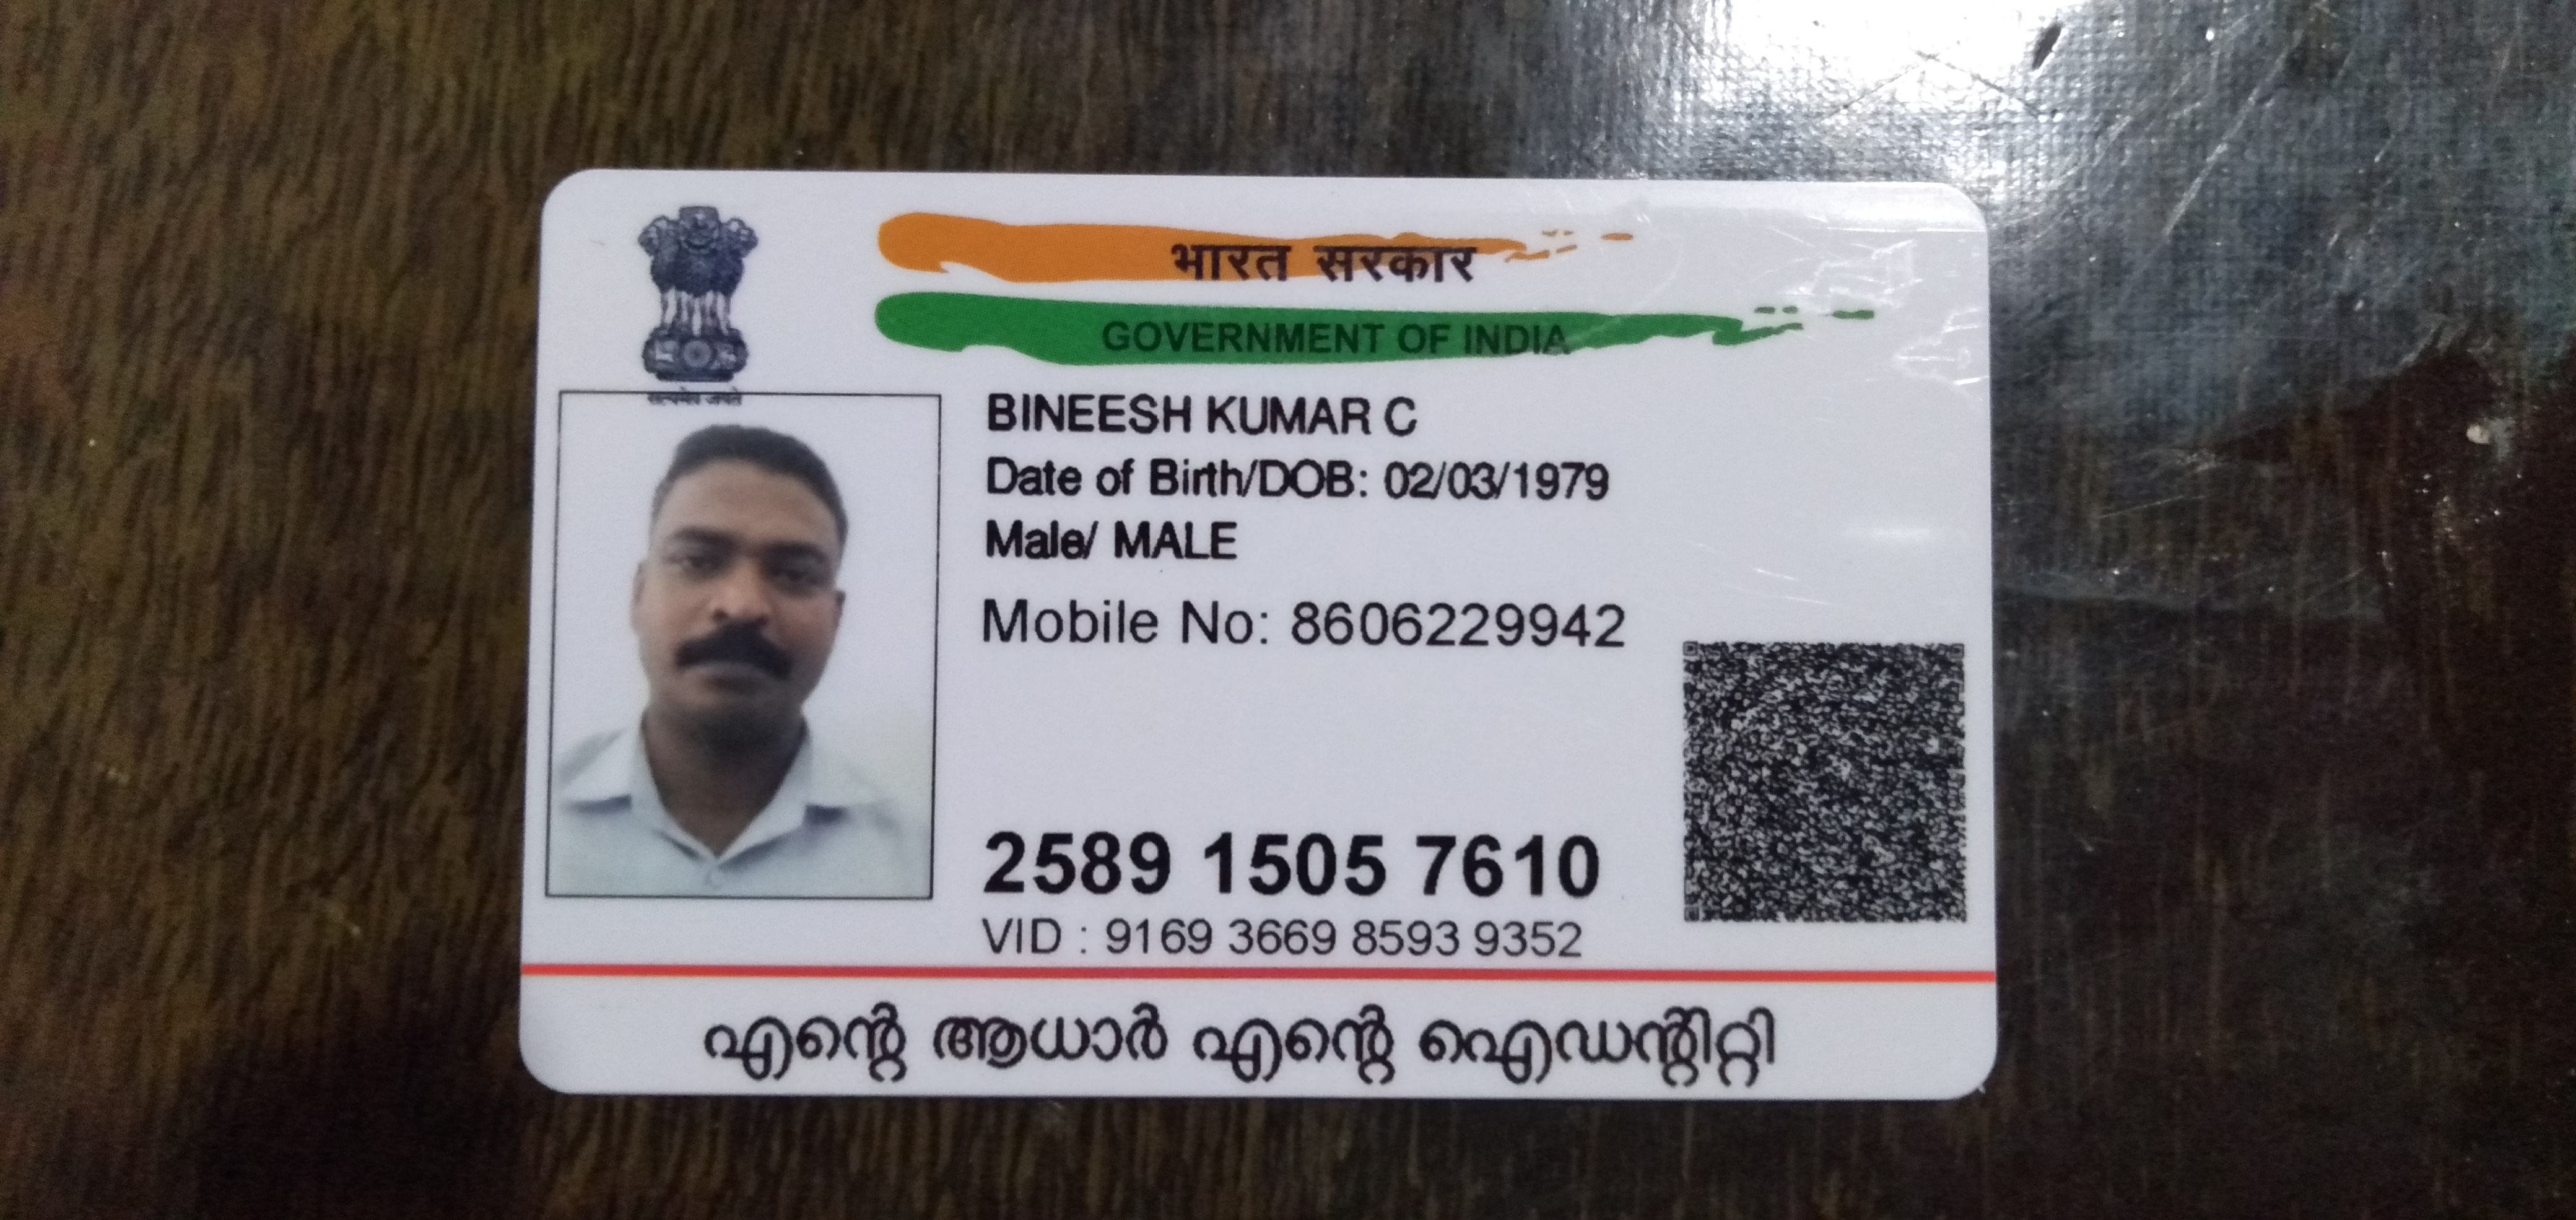 भारत सरकार
GOVERNMENT OF INDIA
सत्यमेव जयते
BINEESH KUMAR C
Date of Birth/DOB: 02/03/1979
Male/ MALE
Mobile No: 8606229942
2589 1505 7610
VID : 9169 3669 8593 9352
എന്റെ ആധാർ എന്റെ ഐഡന്റിറ്റി